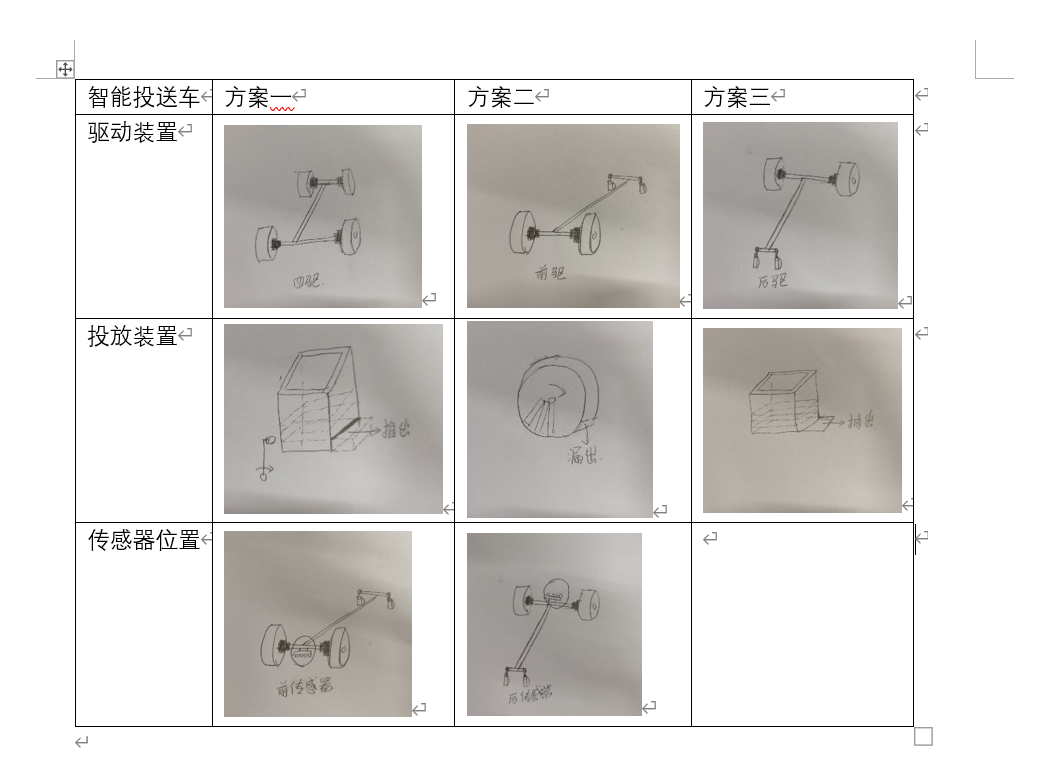 智能投送车
方案一
方案二
方案三
驱动装置
四驱
前驱
后驱
投放装置
推出
漏出
抽出
传感器位置
前传感器
后传感器